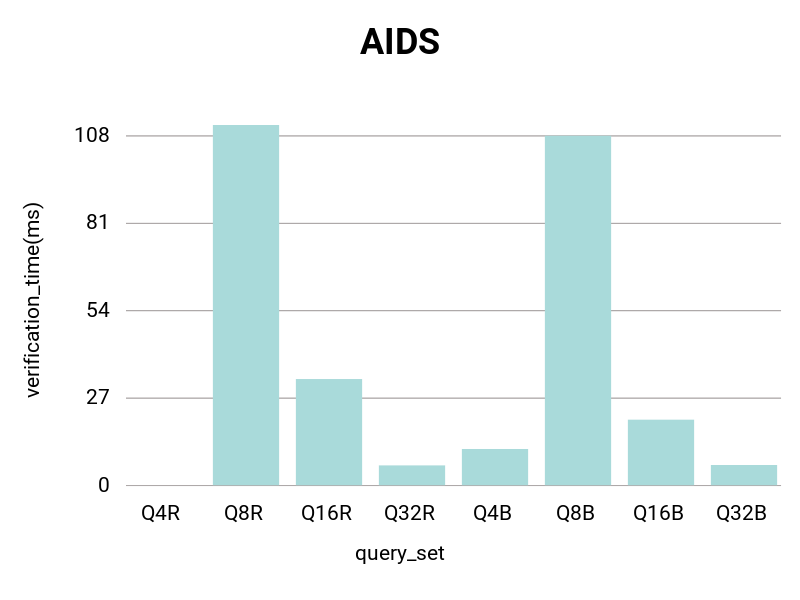 AIDS
verification_time(ms)
108
81
54
27
0
Q4R Q8R Q16R Q32R Q4B Q8B Q16B Q32B
query_set